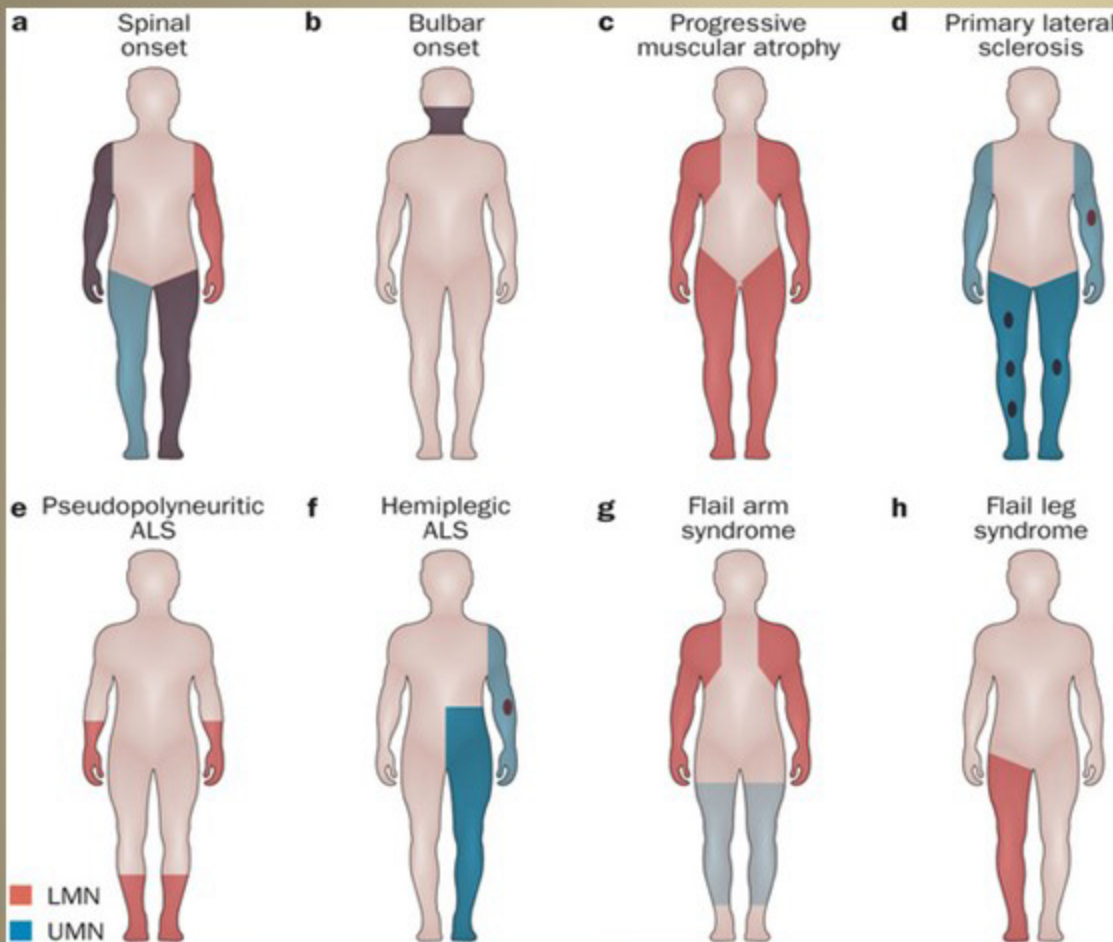 a Spinal
onset
b Bulbar
onset
c Progressive
muscular atrophy
d Primary lateral
sclerosis
e Pseudopolyneuritic
ALS
f Hemiplegic
ALS
g Flail arm
syndrome
h Flail leg
syndrome
LMN
UMN